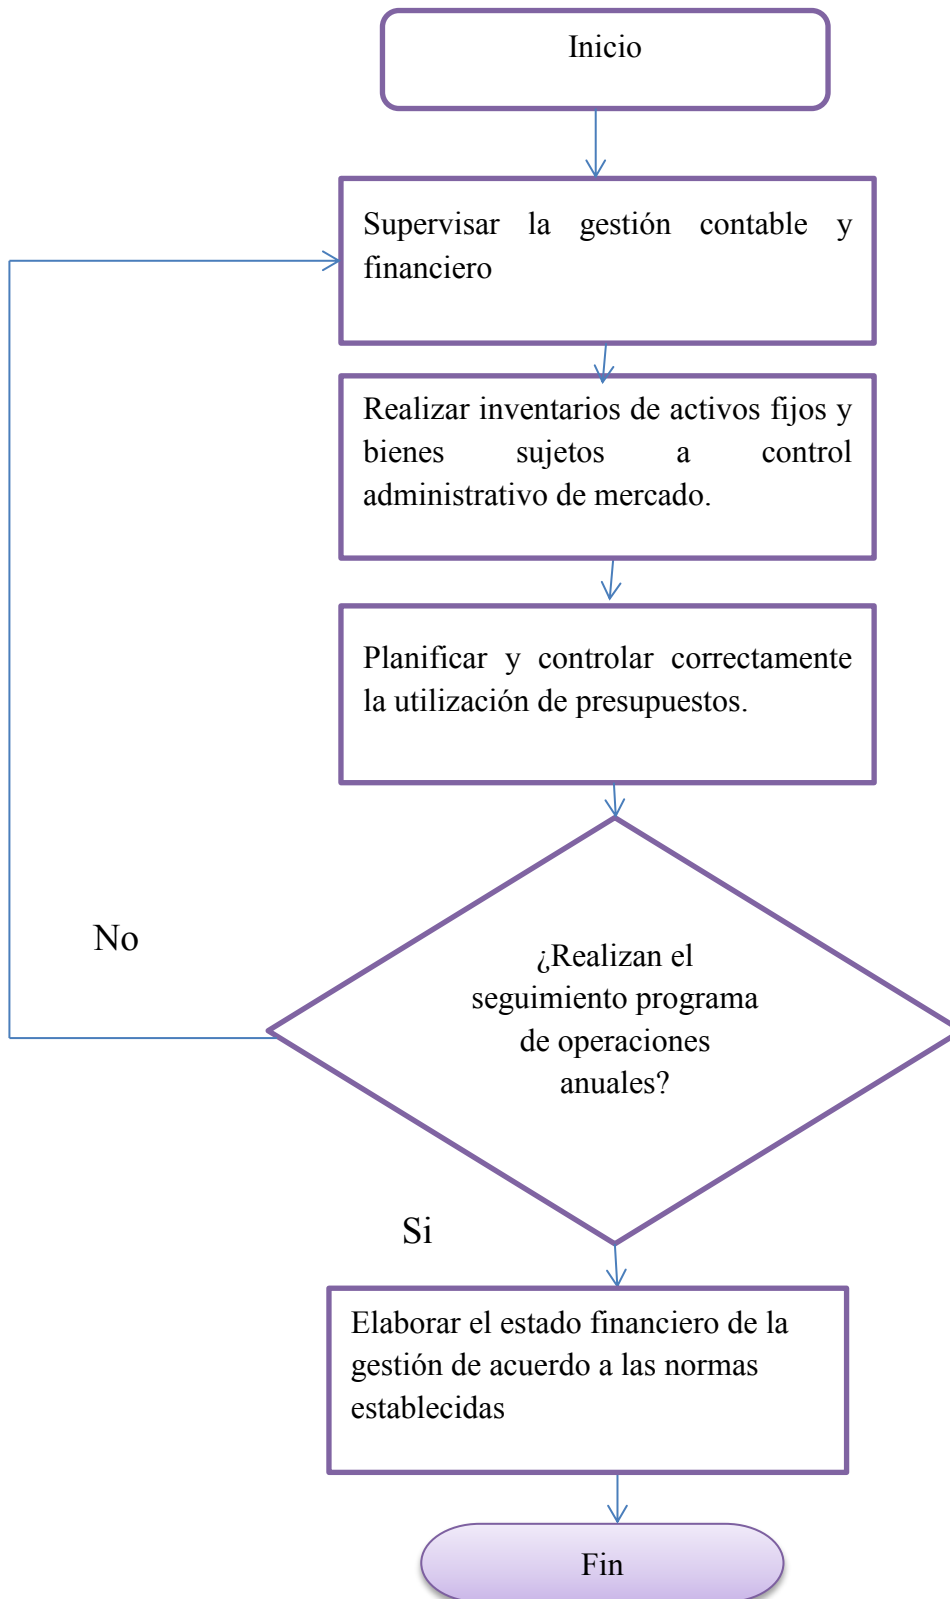 Inicio
Supervisar la gestión contable y
financiero
Realizar inventarios de activos fijos y
bienes sujetos a control
administrativo de mercado.
Planificar y controlar correctamente
la utilización de presupuestos.
No
¿Realizan el
seguimiento programa
de operaciones
anuales?
Si
Elaborar el estado financiero de la
gestión de acuerdo a las normas
establecidas
Fin